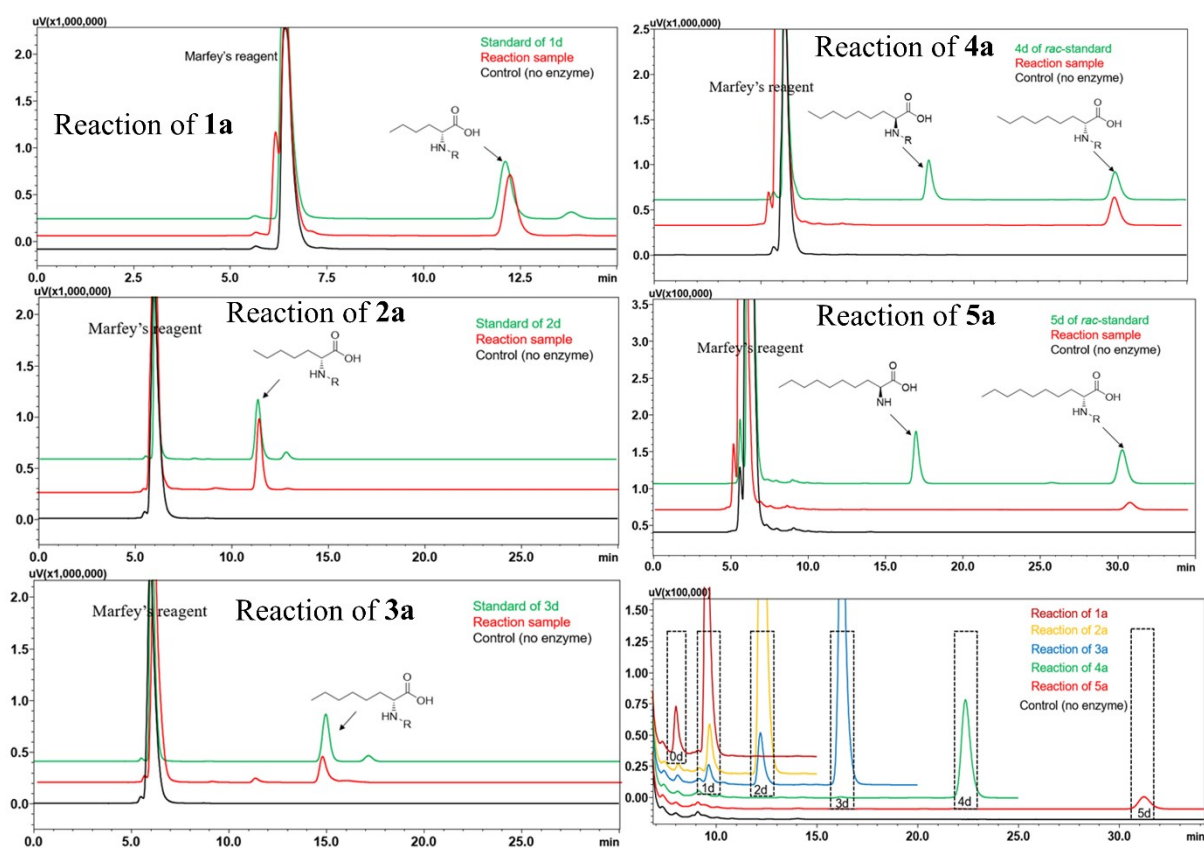 uV(x1,000,000)
2.0
1.5
1.0
0.5
0.0
Marfey's reagent
Reaction of 1a
Standard of 1d
Reaction sample
Control (no enzyme)
O
OH
HN
R
0.0
2.5
5.0
7.5
10.0
12.5
min
uV(x1,000,000)
2.0
1.5
1.0
0.5
0.0
Reaction of 2a
Marfey's reagent
Standard of 2d
Reaction sample
Control (no enzyme)
O
OH
HN
R
0.0
5.0
10.0
15.0
20.0
25.0
min
uV(x1,000,000)
2.0
1.5
1.0
0.5
0.0
Marfey's reagent
Reaction of 3a
Standard of 3d
Reaction sample
Control (no enzyme)
O
OH
HN
R
0.0
5.0
10.0
15.0
20.0
25.0
min
uV(x1,000,000)
2.5
2.0
1.5
1.0
0.5
0.0
Reaction of 4a
Marfey's reagent
4d of rac-standard
Reaction sample
Control (no enzyme)
O
OH
HN
R
O
OH
HN
R
5.0
10.0
15.0
20.0
25.0
30.0
min
uV(x100,000)
3.5
3.0
2.5
2.0
1.5
1.0
0.5
Reaction of 5a
Marfey's reagent
5d of rac-standard
Reaction sample
Control (no enzyme)
O
OH
NH
O
OH
HN
R
0.0
5.0
10.0
15.0
20.0
25.0
30.0
min
uV(x100,000)
1.50
1.25
1.00
0.75
0.50
0.25
0.00
Reaction of 1a
Reaction of 2a
Reaction of 3a
Reaction of 4a
Reaction of 5a
Control (no enzyme)
0d
1d
2d
3d
4d
5d
10.0
15.0
20.0
25.0
30.0
min